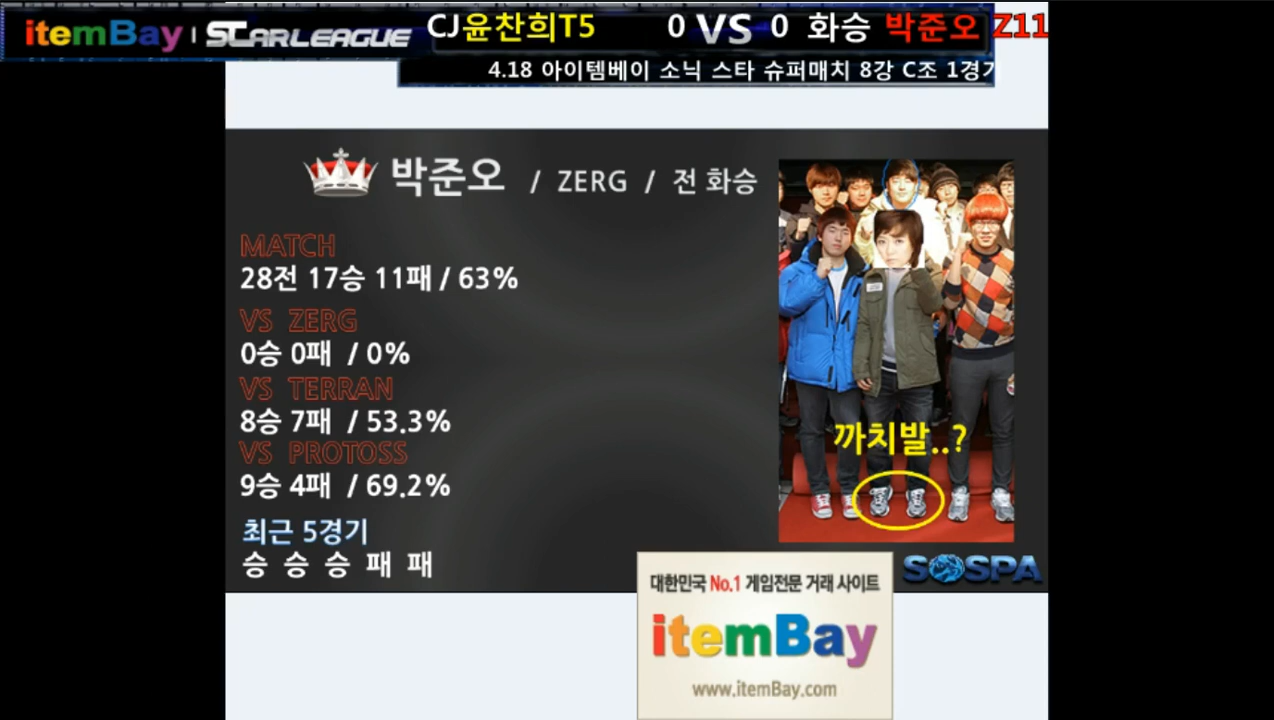 itemBay | STARLEAGUE
CJ윤찬희T5 0 VS 0 화승 박준오 Z11
4.18 아이템베이 소닉 스타 슈퍼매치 8강 C조 1경기
박준오 / ZERG / 전 화승
MATCH
28전 17승 11패 / 63%
VS ZERG
0승 0패 / 0%
VS TERRAN
8승 7패 / 53.3%
VS PROTOSS
9승 4패 / 69.2%
최근 5경기
승 승 승 패 패
까치발..?
SOSPA
대한민국 No.1 게임전문 거래 사이트
itemBay
www.itemBay.com